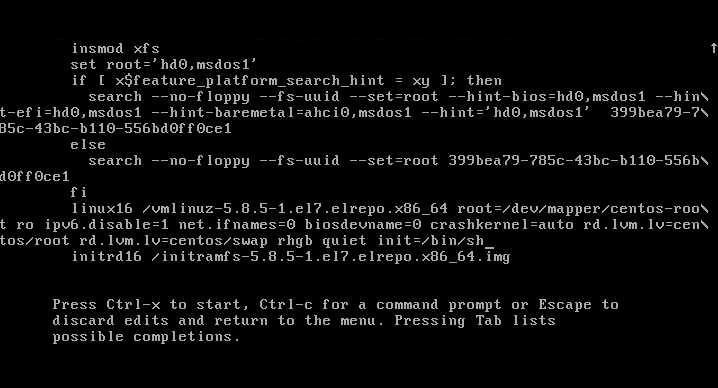 insmod xfs
↑
set root='hd0,msdos1'
if [ x$feature_platform_search_hint = xy ]; then
search --no-floppy --fs-uuid --set=root --hint-bios=hd0,msdos1 --hin\
t-efi=hd0,msdos1 --hint-baremetal=ahci0,msdos1 --hint='hd0,msdos1'  399bea79-7\
85c-43bc-b110-556bd0ff0ce1
else
search --no-floppy --fs-uuid --set=root 399bea79-785c-43bc-b110-556b\
d0ff0ce1
fi
linux16 /vmlinuz-5.8.5-1.el7.elrepo.x86_64 root=/dev/mapper/centos-roo\
t ro ipv6.disable=1 net.ifnames=0 biosdevname=0 crashkernel=auto rd.lvm.lv=cen\
tos/root rd.lvm.lv=centos/swap rhgb quiet init=/bin/sh_
initrd16 /initramfs-5.8.5-1.el7.elrepo.x86_64.img
Press Ctrl-x to start, Ctrl-c for a command prompt or Escape to
discard edits and return to the menu. Pressing Tab lists
possible completions.